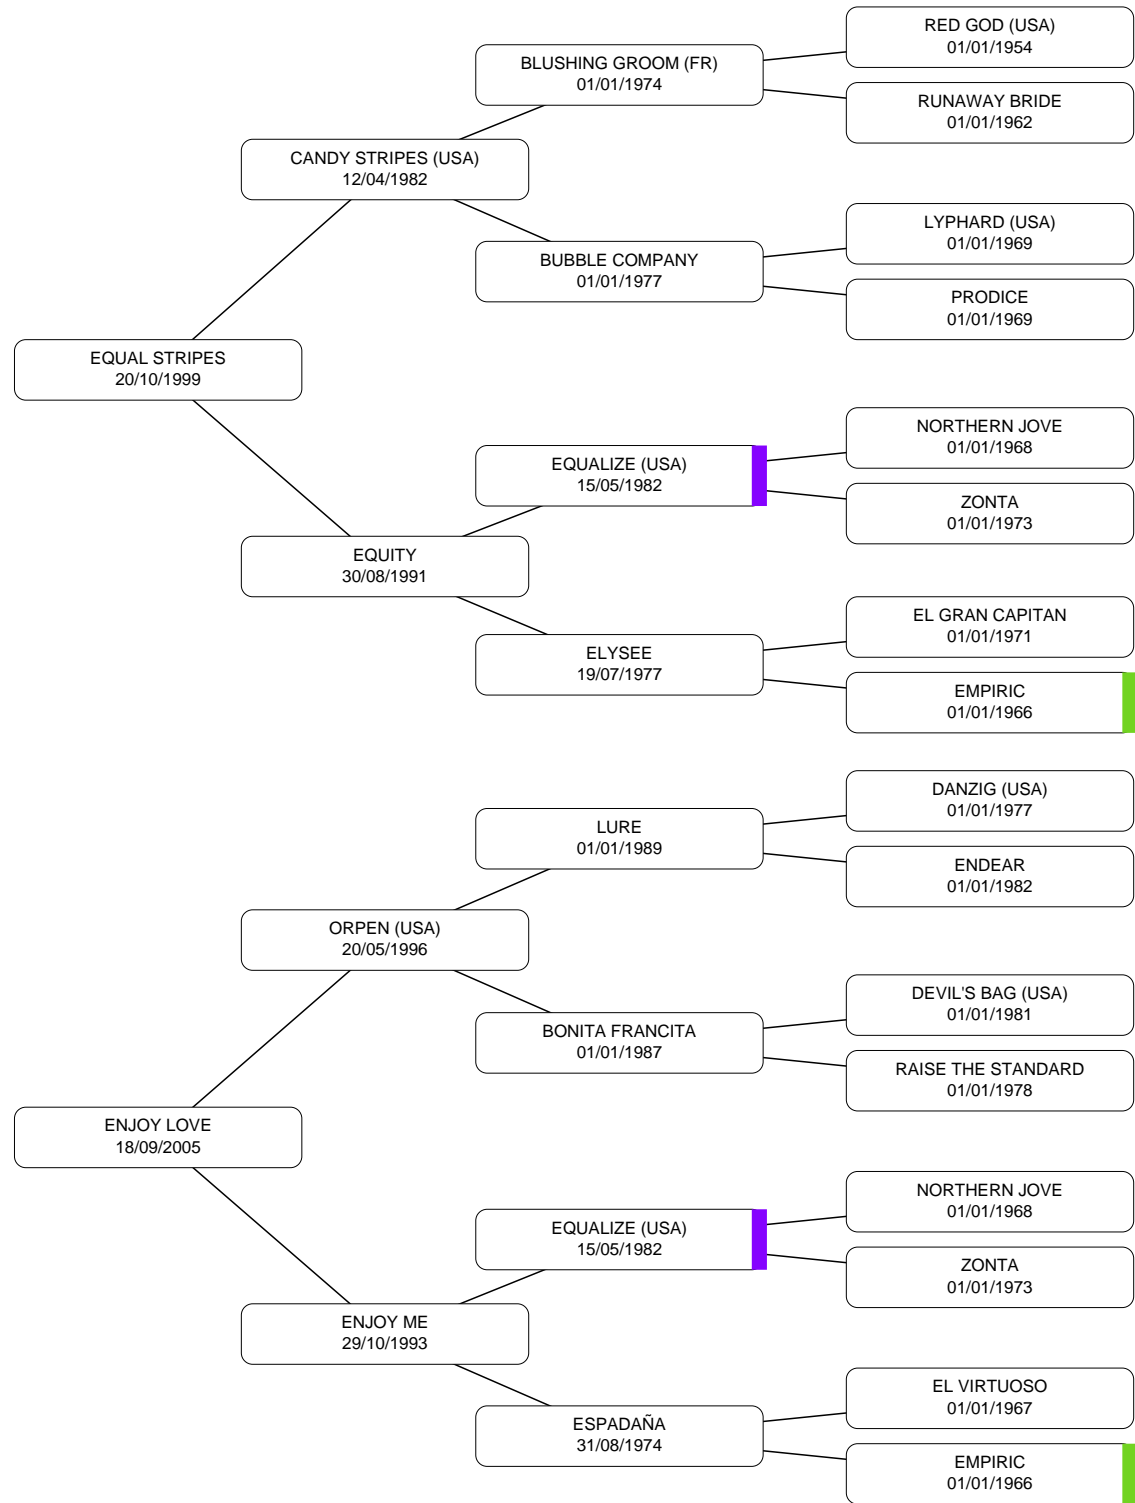 RED GOD (USA)
01/01/1954
BLUSHING GROOM (FR)
01/01/1974
RUNAWAY BRIDE
01/01/1962
CANDY STRIPES (USA)
12/04/1982
LYPHARD (USA)
01/01/1969
BUBBLE COMPANY
01/01/1977
PRODICE
01/01/1969
EQUAL STRIPES
20/10/1999
NORTHERN JOVE
01/01/1968
EQUALIZE (USA)
15/05/1982
ZONTA
01/01/1973
EQUITY
30/08/1991
EL GRAN CAPITAN
01/01/1971
ELYSEE
19/07/1977
EMPIRIC
01/01/1966
DANZIG (USA)
01/01/1977
LURE
01/01/1989
ENDEAR
01/01/1982
ORPEN (USA)
20/05/1996
DEVIL'S BAG (USA)
01/01/1981
BONITA FRANCITA
01/01/1987
RAISE THE STANDARD
01/01/1978
ENJOY LOVE
18/09/2005
NORTHERN JOVE
01/01/1968
EQUALIZE (USA)
15/05/1982
ZONTA
01/01/1973
ENJOY ME
29/10/1993
EL VIRTUOSO
01/01/1967
ESPADAÑA
31/08/1974
EMPIRIC
01/01/1966